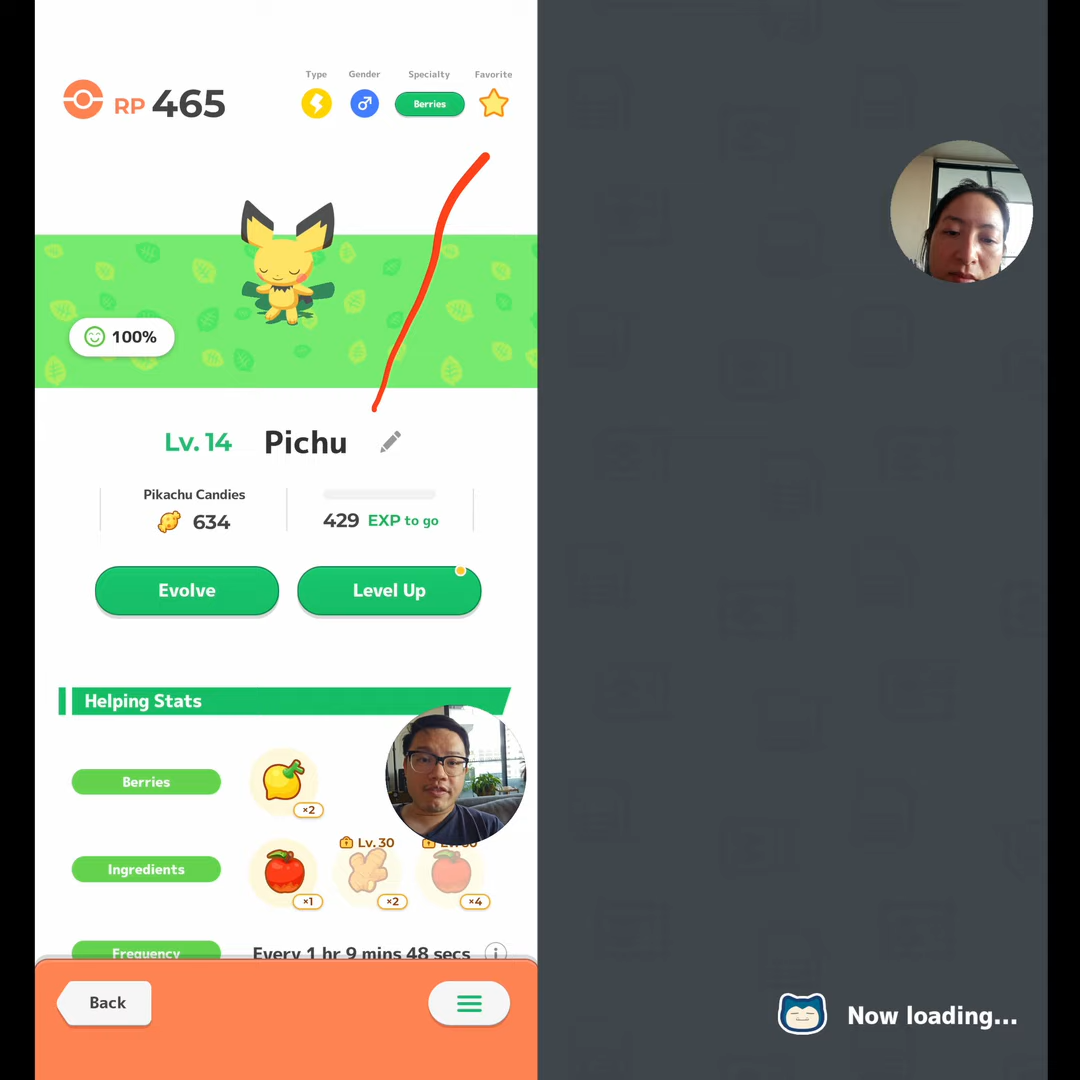 Type Gender Specialty Favorite
RP 465 Berries
100%
Lv. 14 Pichu
Pikachu Candies
634
429 EXP to go
Evolve Level Up
Helping Stats
Berries
×2
Lv. 30
Ingredients
×1 ×2 ×4
Frequency Every 1 hr 9 mins 48 secs
Back
Now loading...